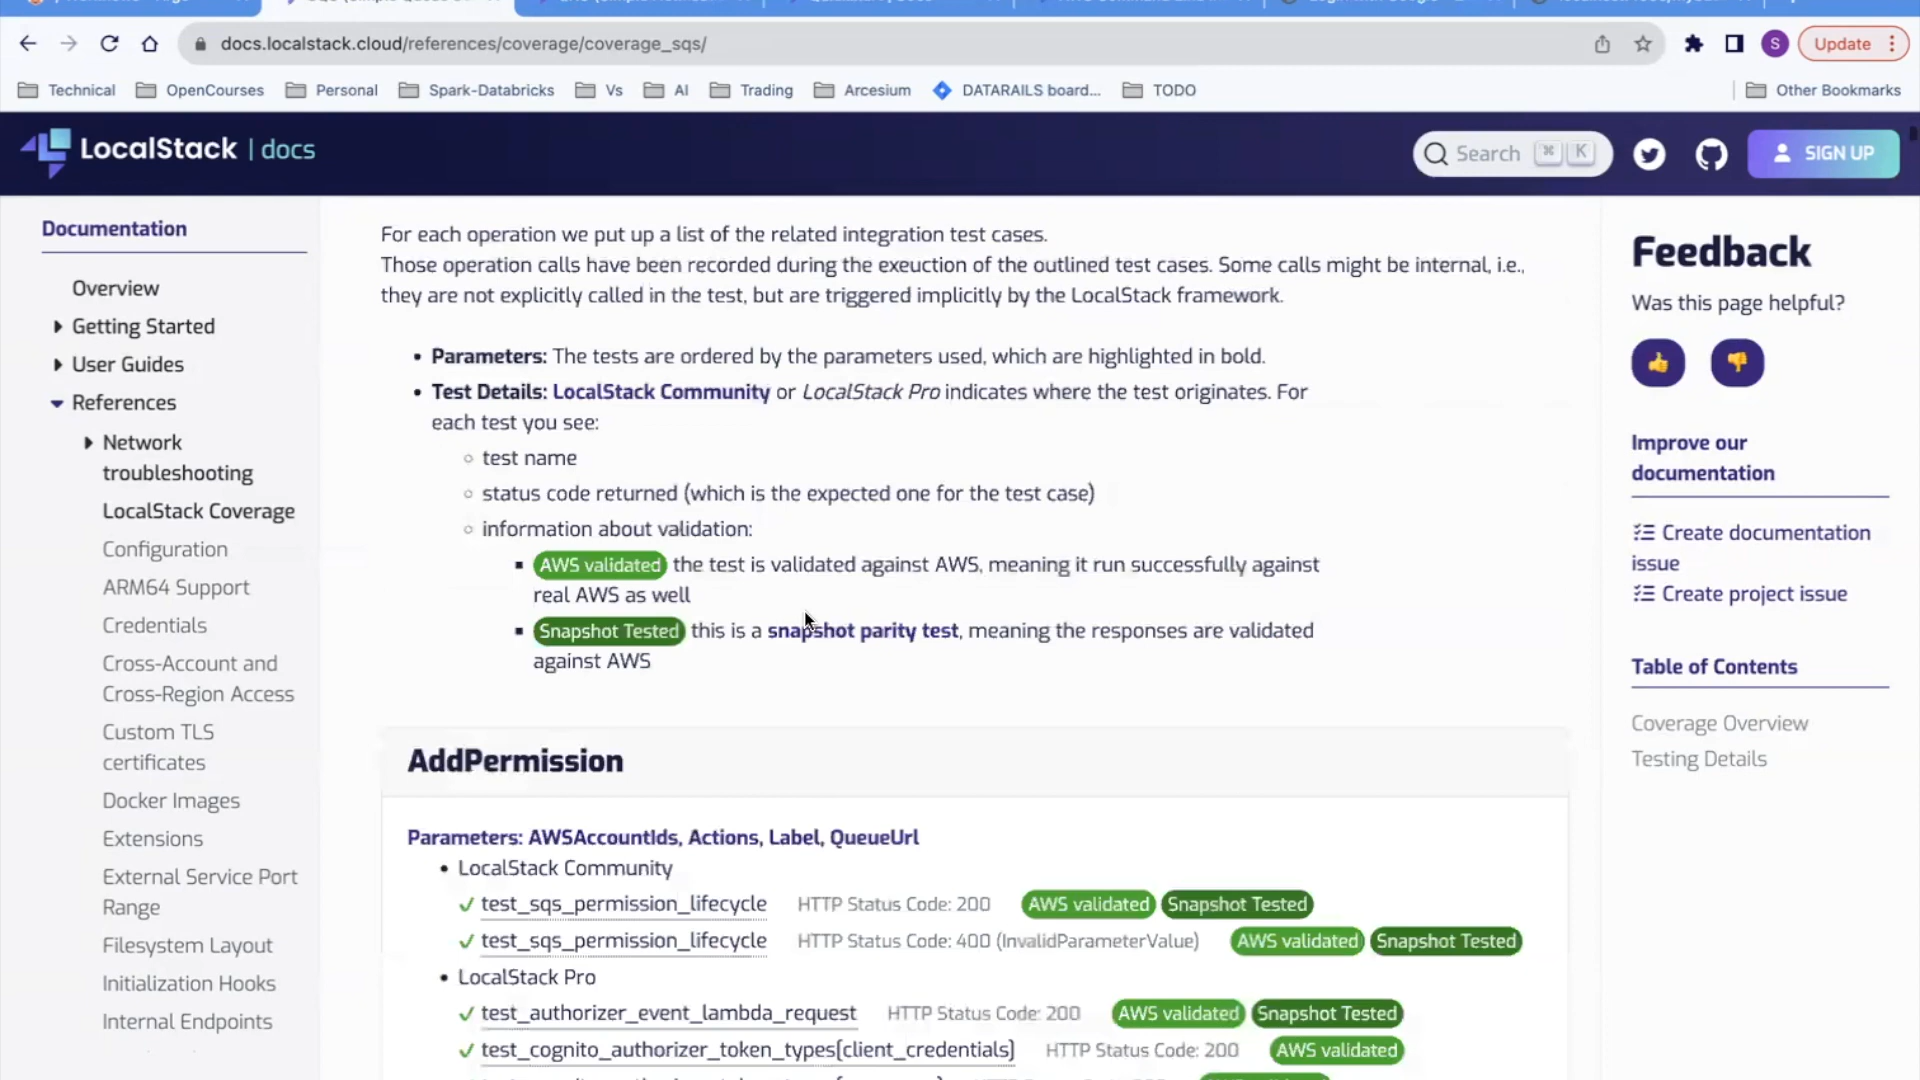 docs.localstack.cloud/references/coverage/coverage_sqs/
S
Update
Technical
OpenCourses
Personal
Spark-Databricks
Vs
AI
Trading
Arcesium
DATARAILS board...
TODO
Other Bookmarks
LocalStack | docs
Search ⌘ K
SIGN UP
Documentation
Overview
Getting Started
User Guides
References
Network
troubleshooting
LocalStack Coverage
Configuration
ARM64 Support
Credentials
Cross-Account and
Cross-Region Access
Custom TLS
certificates
Docker Images
Extensions
External Service Port
Range
Filesystem Layout
Initialization Hooks
Internal Endpoints
For each operation we put up a list of the related integration test cases.
Those operation calls have been recorded during the exeuction of the outlined test cases. Some calls might be internal, i.e.,
they are not explicitly called in the test, but are triggered implicitly by the LocalStack framework.
Parameters: The tests are ordered by the parameters used, which are highlighted in bold.
Test Details: LocalStack Community or LocalStack Pro indicates where the test originates. For
each test you see:
test name
status code returned (which is the expected one for the test case)
information about validation:
AWS validated the test is validated against AWS, meaning it run successfully against
real AWS as well
Snapshot Tested this is a snapshot parity test, meaning the responses are validated
against AWS
AddPermission
Parameters: AWSAccountIds, Actions, Label, QueueUrl
LocalStack Community
test_sqs_permission_lifecycle HTTP Status Code: 200 AWS validated Snapshot Tested
test_sqs_permission_lifecycle HTTP Status Code: 400 (InvalidParameterValue) AWS validated Snapshot Tested
LocalStack Pro
test_authorizer_event_lambda_request HTTP Status Code: 200 AWS validated Snapshot Tested
test_cognito_authorizer_token_types[client_credentials] HTTP Status Code: 200 AWS validated
Feedback
Was this page helpful?
Improve our
documentation
Create documentation
issue
Create project issue
Table of Contents
Coverage Overview
Testing Details